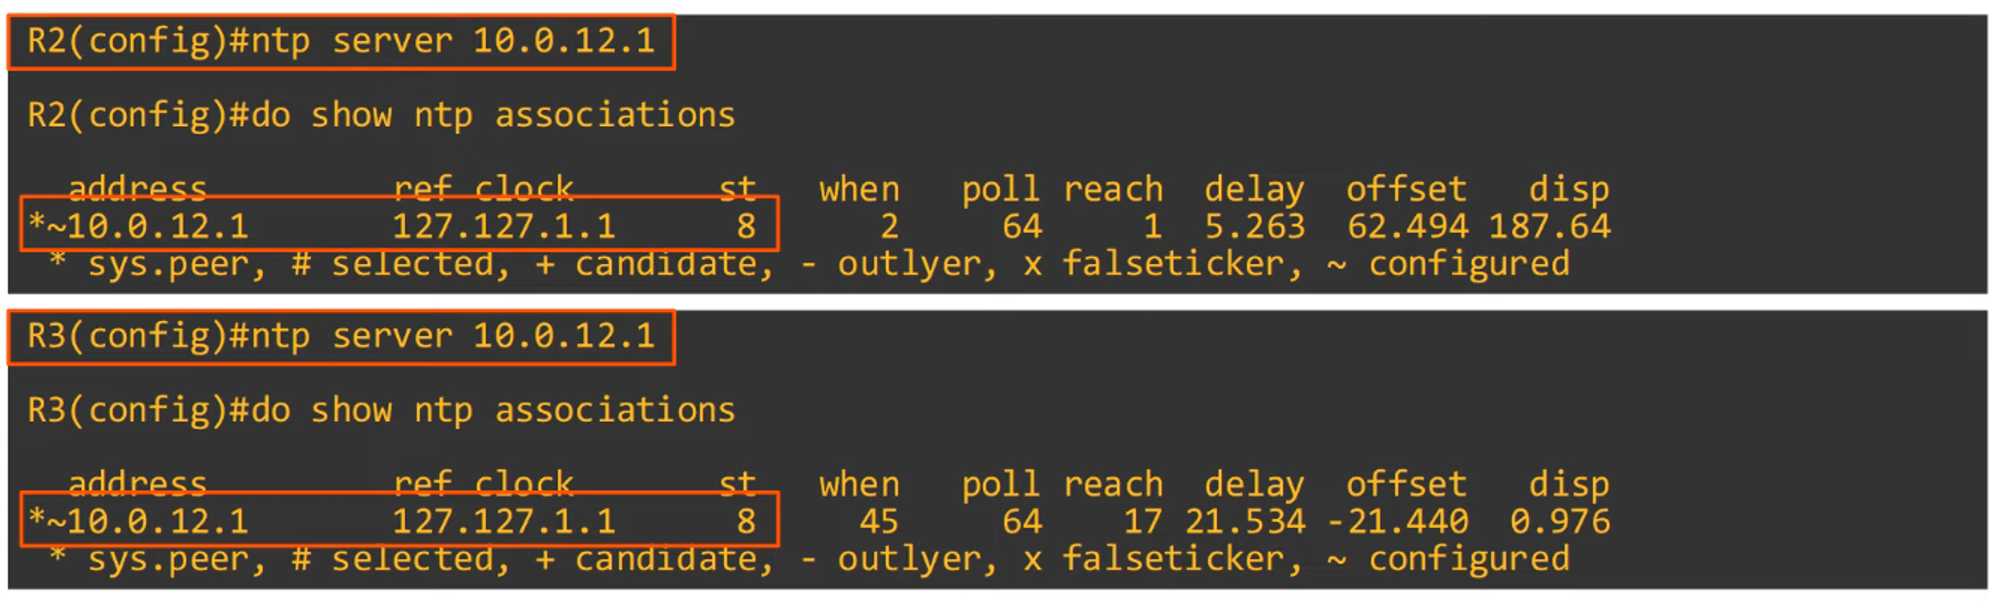 R2(config)#ntp server 10.0.12.1
R2(config)#do show ntp associations
address ref clock st when poll reach delay offset disp
*~10.0.12.1 127.127.1.1 8 2 64 1 5.263 62.494 187.64
* sys.peer, # selected, + candidate, - outlyer, x falseticker, ~ configured
R3(config)#ntp server 10.0.12.1
R3(config)#do show ntp associations
address ref clock st when poll reach delay offset disp
*~10.0.12.1 127.127.1.1 8 45 64 17 21.534 -21.440 0.976
* sys.peer, # selected, + candidate, - outlyer, x falseticker, ~ configured